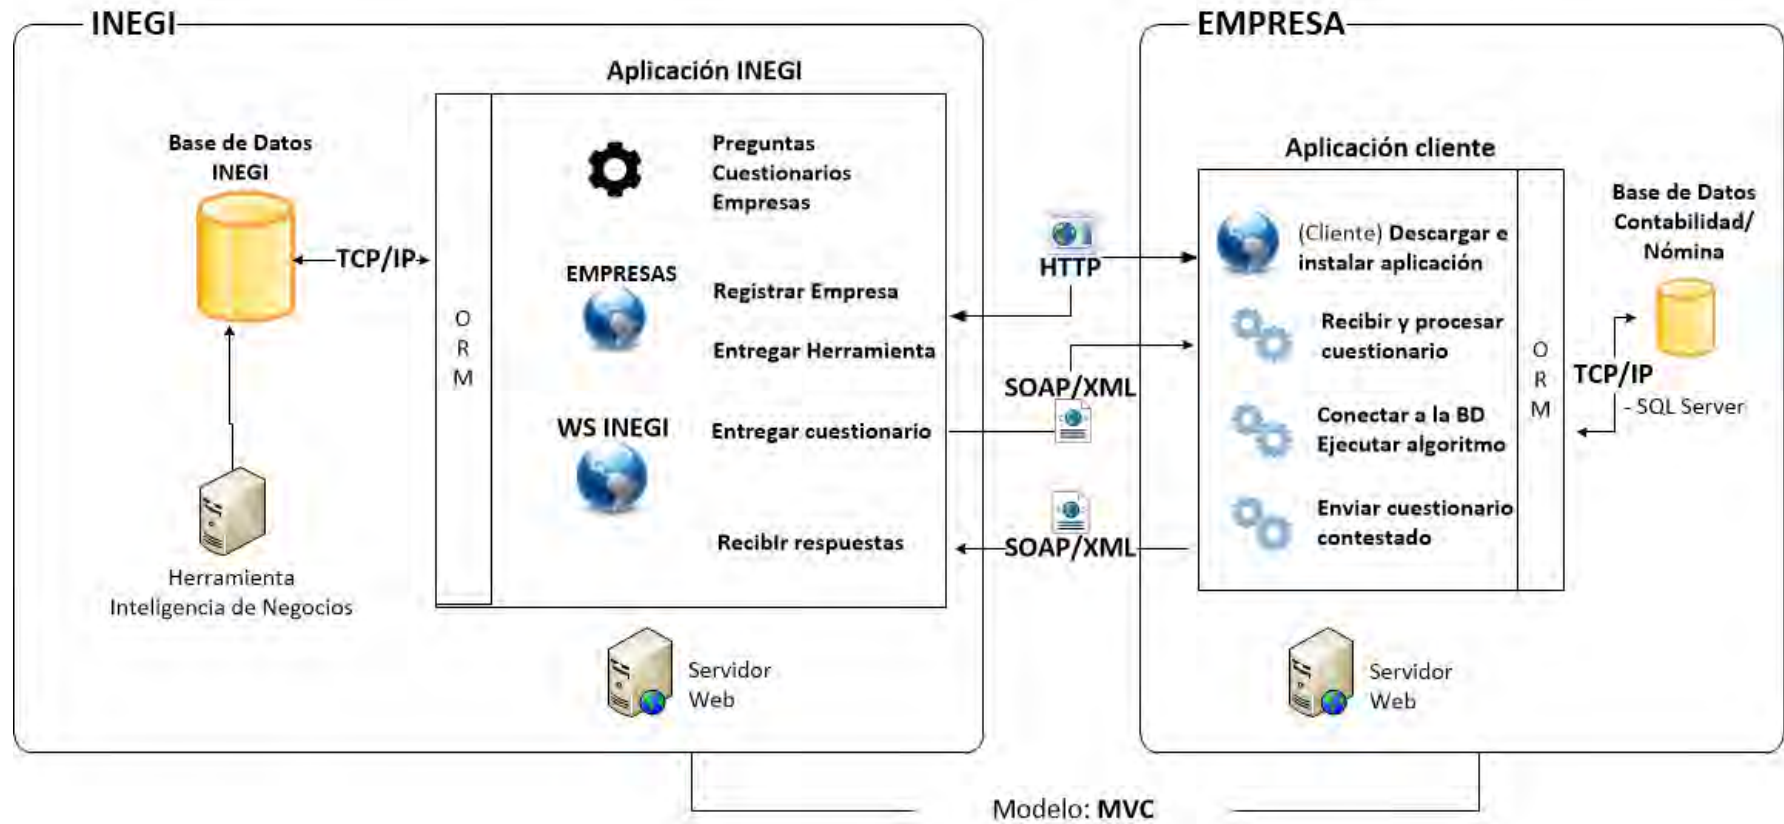 INEGI
Aplicación INEGI
Base de Datos
INEGI
TCP/IP
O
R
M
Preguntas
Cuestionarios
Empresas
EMPRESAS
Registrar Empresa
Entregar Herramienta
WS INEGI
Entregar cuestionario
Recibir respuestas
Herramienta
Inteligencia de Negocios
Servidor
Web
HTTP
SOAP/XML
SOAP/XML
EMPRESA
Aplicación cliente
(Cliente) Descargar e
instalar aplicación
Recibir y procesar
cuestionario
Conectar a la BD
Ejecutar algoritmo
Enviar cuestionario
contestado
O
R
M
Base de Datos
Contabilidad/
Nómina
TCP/IP
- SQL Server
Servidor
Web
Modelo: MVC